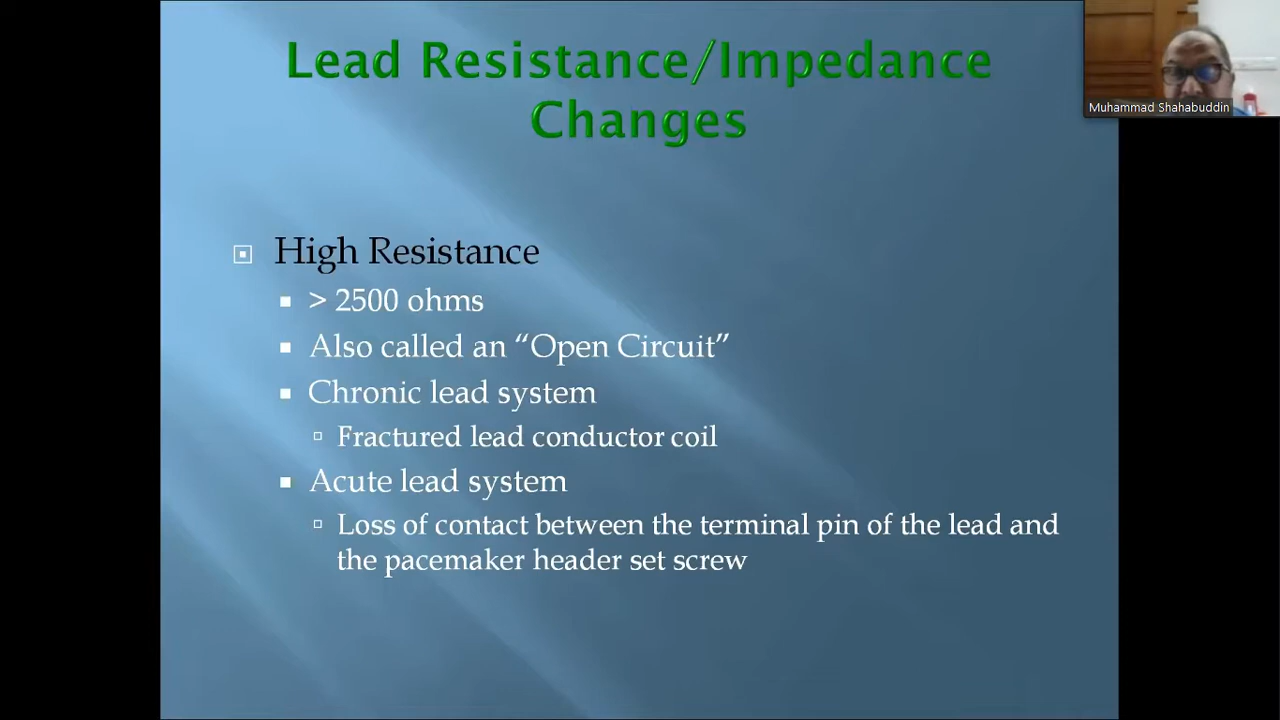 Lead Resistance/Impedance
Changes
Muhammad Shahabuddin
High Resistance
> 2500 ohms
Also called an “Open Circuit”
Chronic lead system
Fractured lead conductor coil
Acute lead system
Loss of contact between the terminal pin of the lead and
the pacemaker header set screw